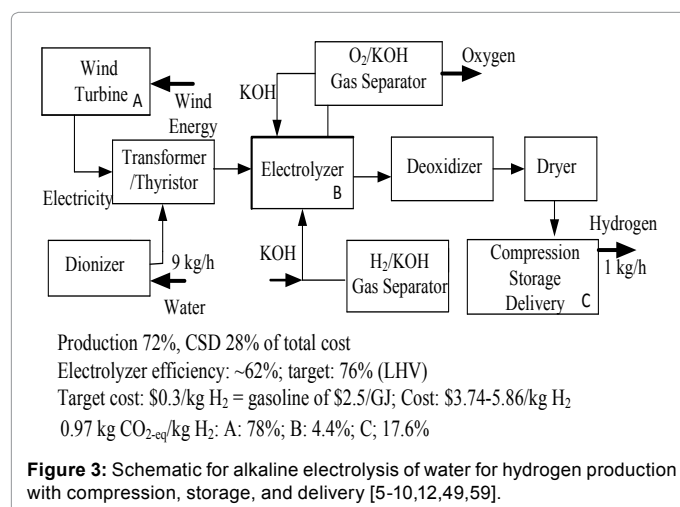 Wind
Turbine A
Wind
Energy
Electricity
Transformer
/Thyristor
Dionizer
9 kg/h
Water
O2/KOH
Gas Separator
Oxygen
KOH
Electrolyzer
B
KOH
H2/KOH
Gas Separator
Deoxidizer
Dryer
Hydrogen
1 kg/h
Compression
Storage
Delivery C
Production 72%, CSD 28% of total cost
Electrolyzer efficiency: ~62%; target: 76% (LHV)
Target cost: $0.3/kg H2 = gasoline of $2.5/GJ; Cost: $3.74-5.86/kg H2
0.97 kg CO2-eq/kg H2: A: 78%; B: 4.4%; C; 17.6%
Figure 3: Schematic for alkaline electrolysis of water for hydrogen production
with compression, storage, and delivery [5-10,12,49,59].